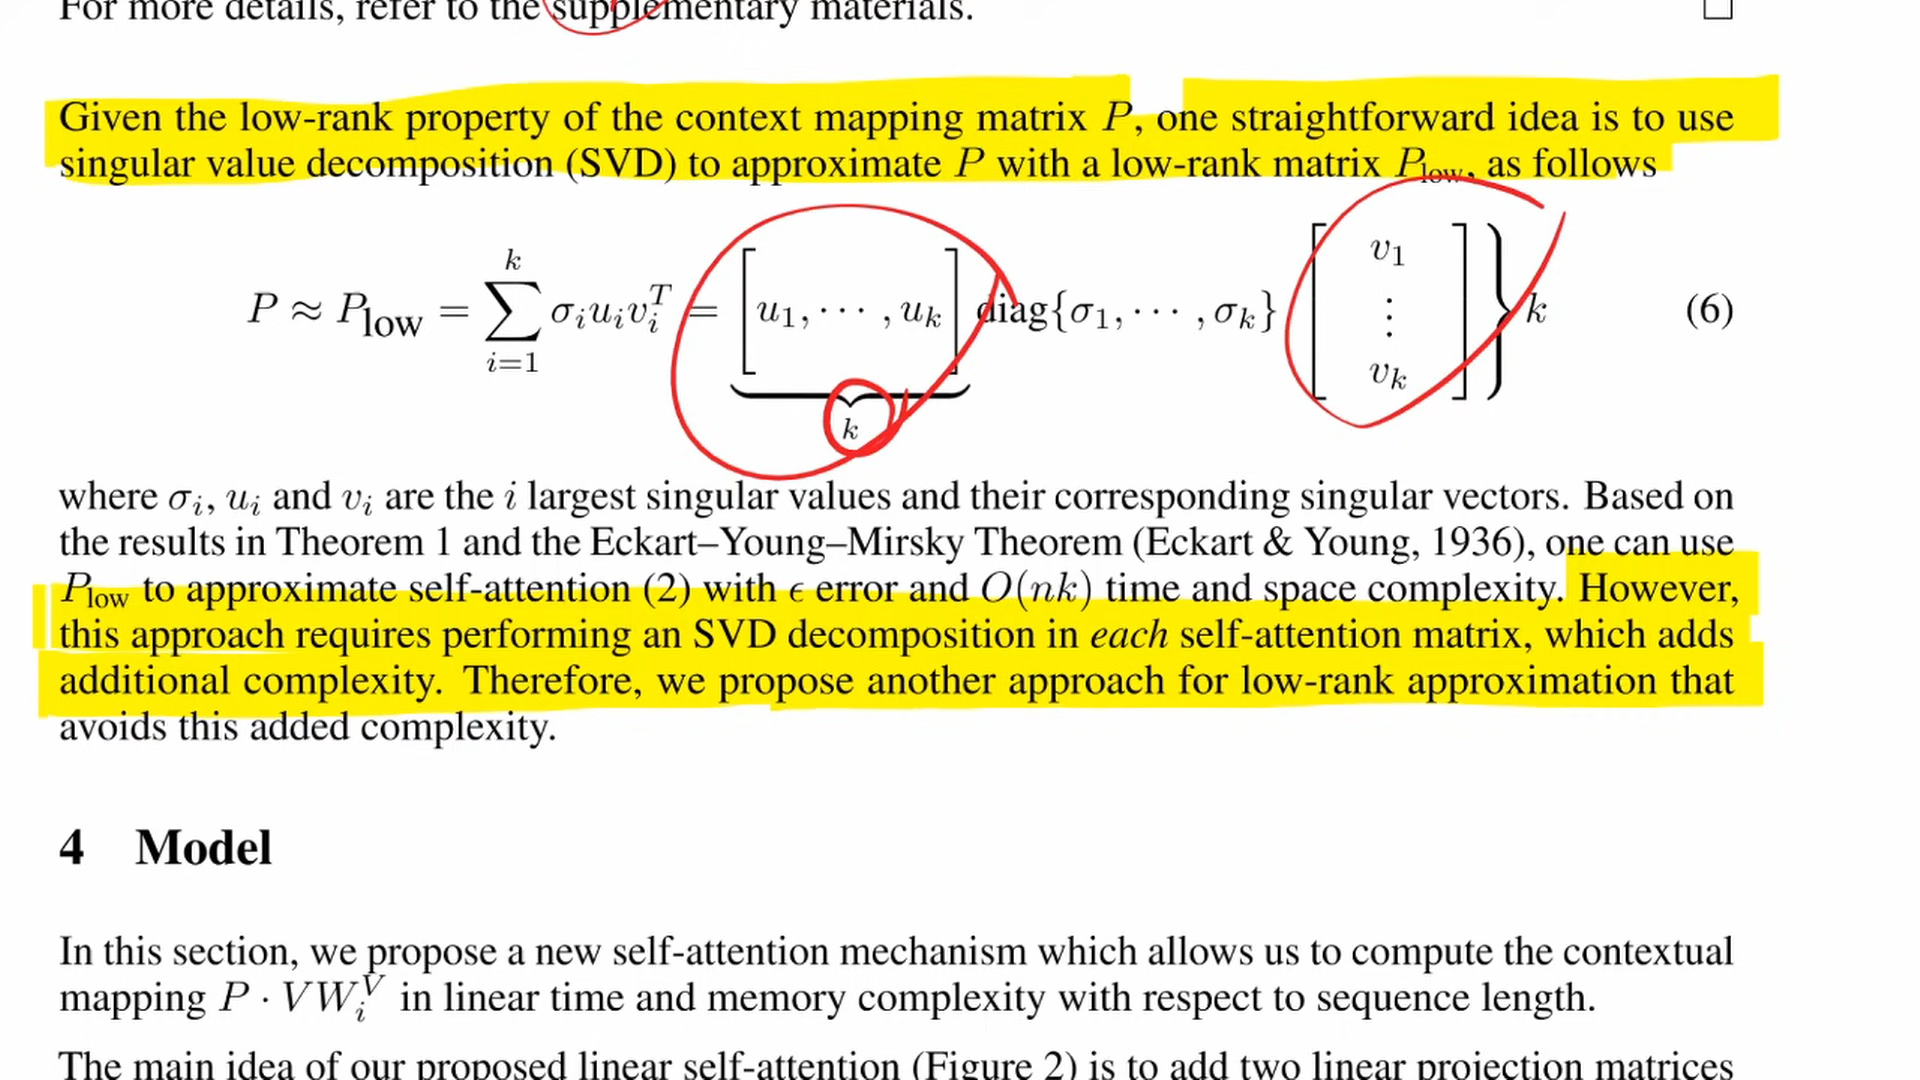 For more details, refer to the supplementary materials. □
Given the low-rank property of the context mapping matrix P, one straightforward idea is to use
singular value decomposition (SVD) to approximate P with a low-rank matrix P_low, as follows
P ≈ P_low = ∑_{i=1}^{k} σ_i u_i v_i^T = [u_1, ⋯ , u_k] diag{σ_1, ⋯ , σ_k} [v_1 ⋮ v_k] } k (6)
k
where σ_i, u_i and v_i are the i largest singular values and their corresponding singular vectors. Based on
the results in Theorem 1 and the Eckart–Young–Mirsky Theorem (Eckart & Young, 1936), one can use
P_low to approximate self-attention (2) with ϵ error and O(nk) time and space complexity. However,
this approach requires performing an SVD decomposition in each self-attention matrix, which adds
additional complexity. Therefore, we propose another approach for low-rank approximation that
avoids this added complexity.
4 Model
In this section, we propose a new self-attention mechanism which allows us to compute the contextual
mapping P · VW_i^V in linear time and memory complexity with respect to sequence length.
The main idea of our proposed linear self-attention (Figure 2) is to add two linear projection matrices